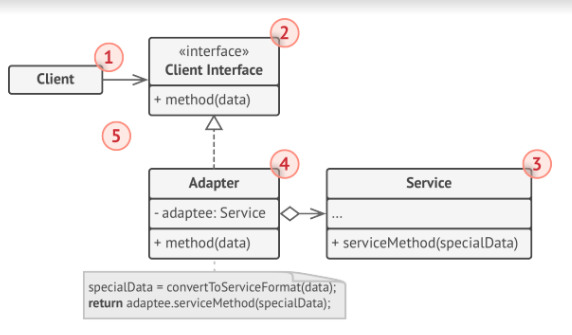 1
Client
2
«interface»
Client Interface
+ method(data)
5
4
Adapter
- adaptee: Service
+ method(data)
3
Service
...
+ serviceMethod(specialData)
specialData = convertToServiceFormat(data);
return adaptee.serviceMethod(specialData);